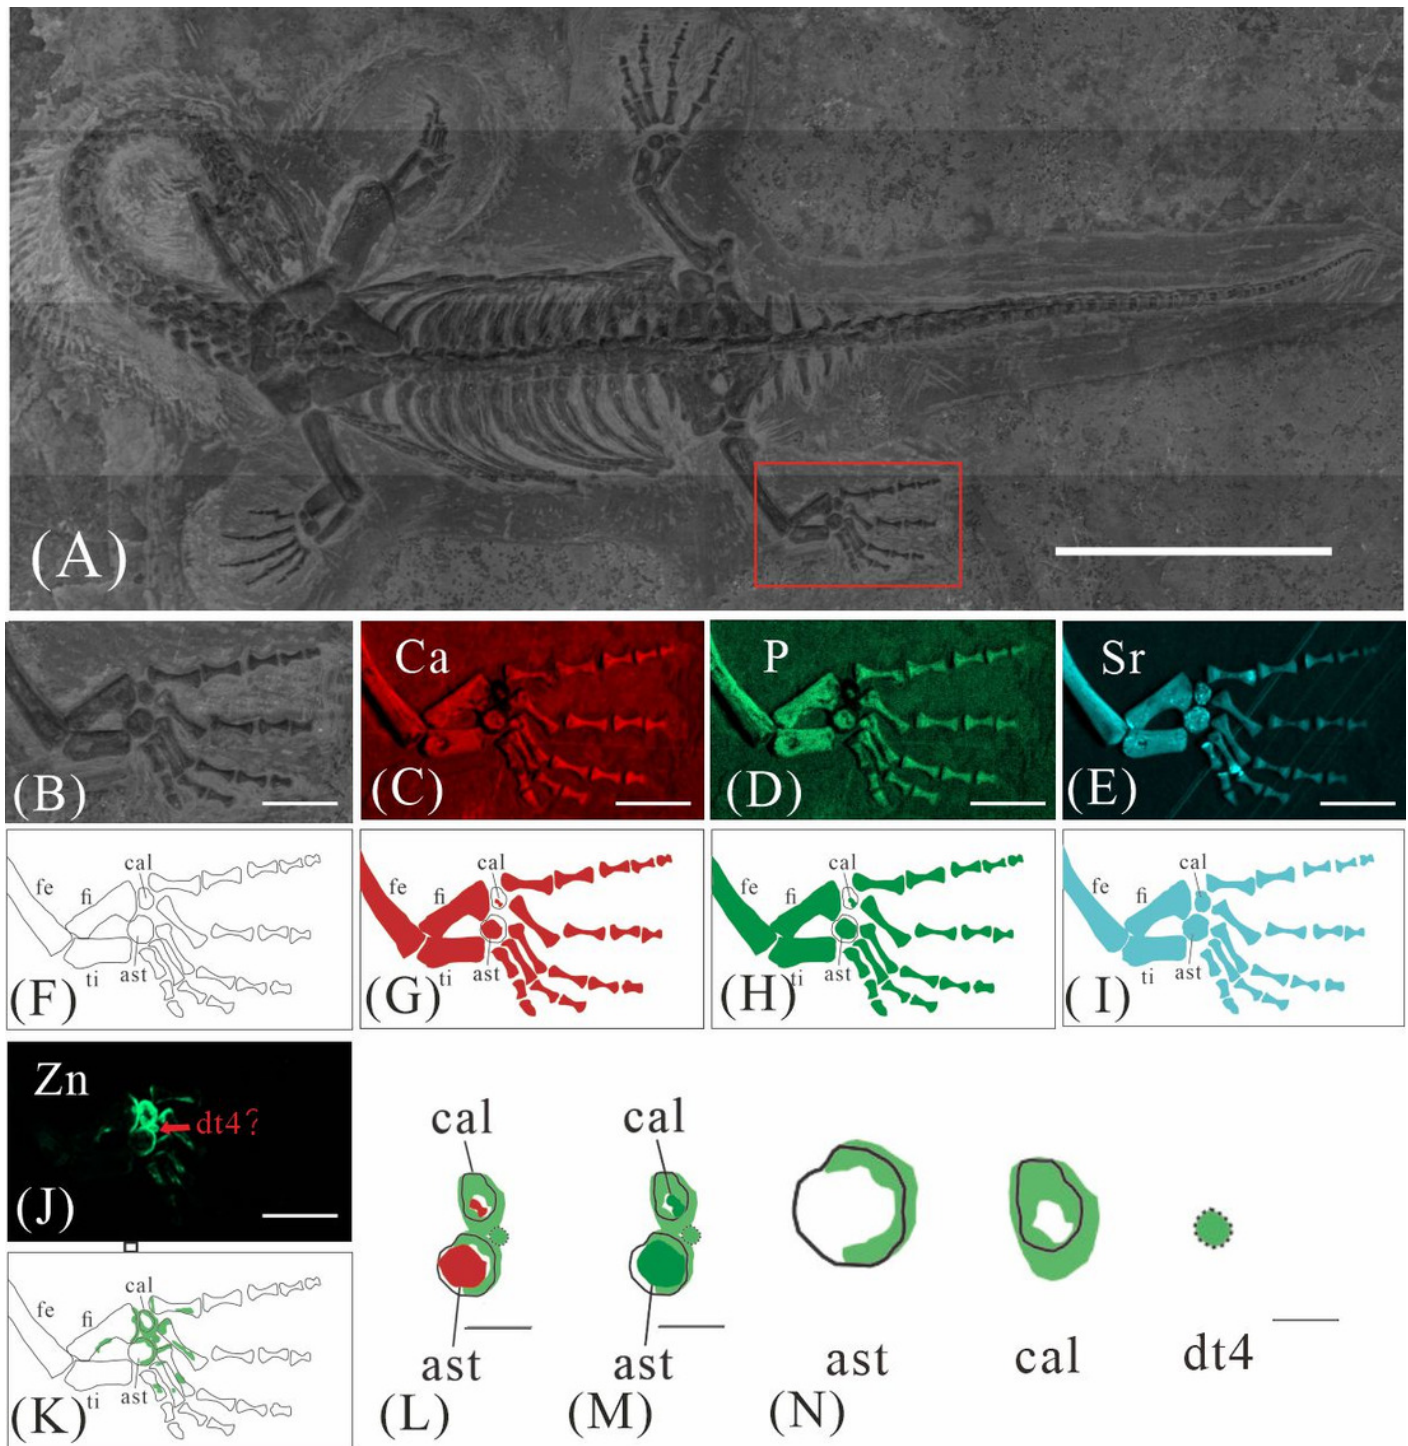 (A)
(B)
Ca
(C)
P
(D)
Sr
(E)
cal
fe
fi
ti
ast
(F)
cal
fe
fi
ti
ast
(G)
cal
fe
fi
ti
ast
(H)
cal
fe
fi
ti
ast
(I)
Zn
dt4?
(J)
cal
fe
fi
ti
ast
(K)
cal
ast
(L)
cal
ast
(M)
ast
cal
dt4
(N)